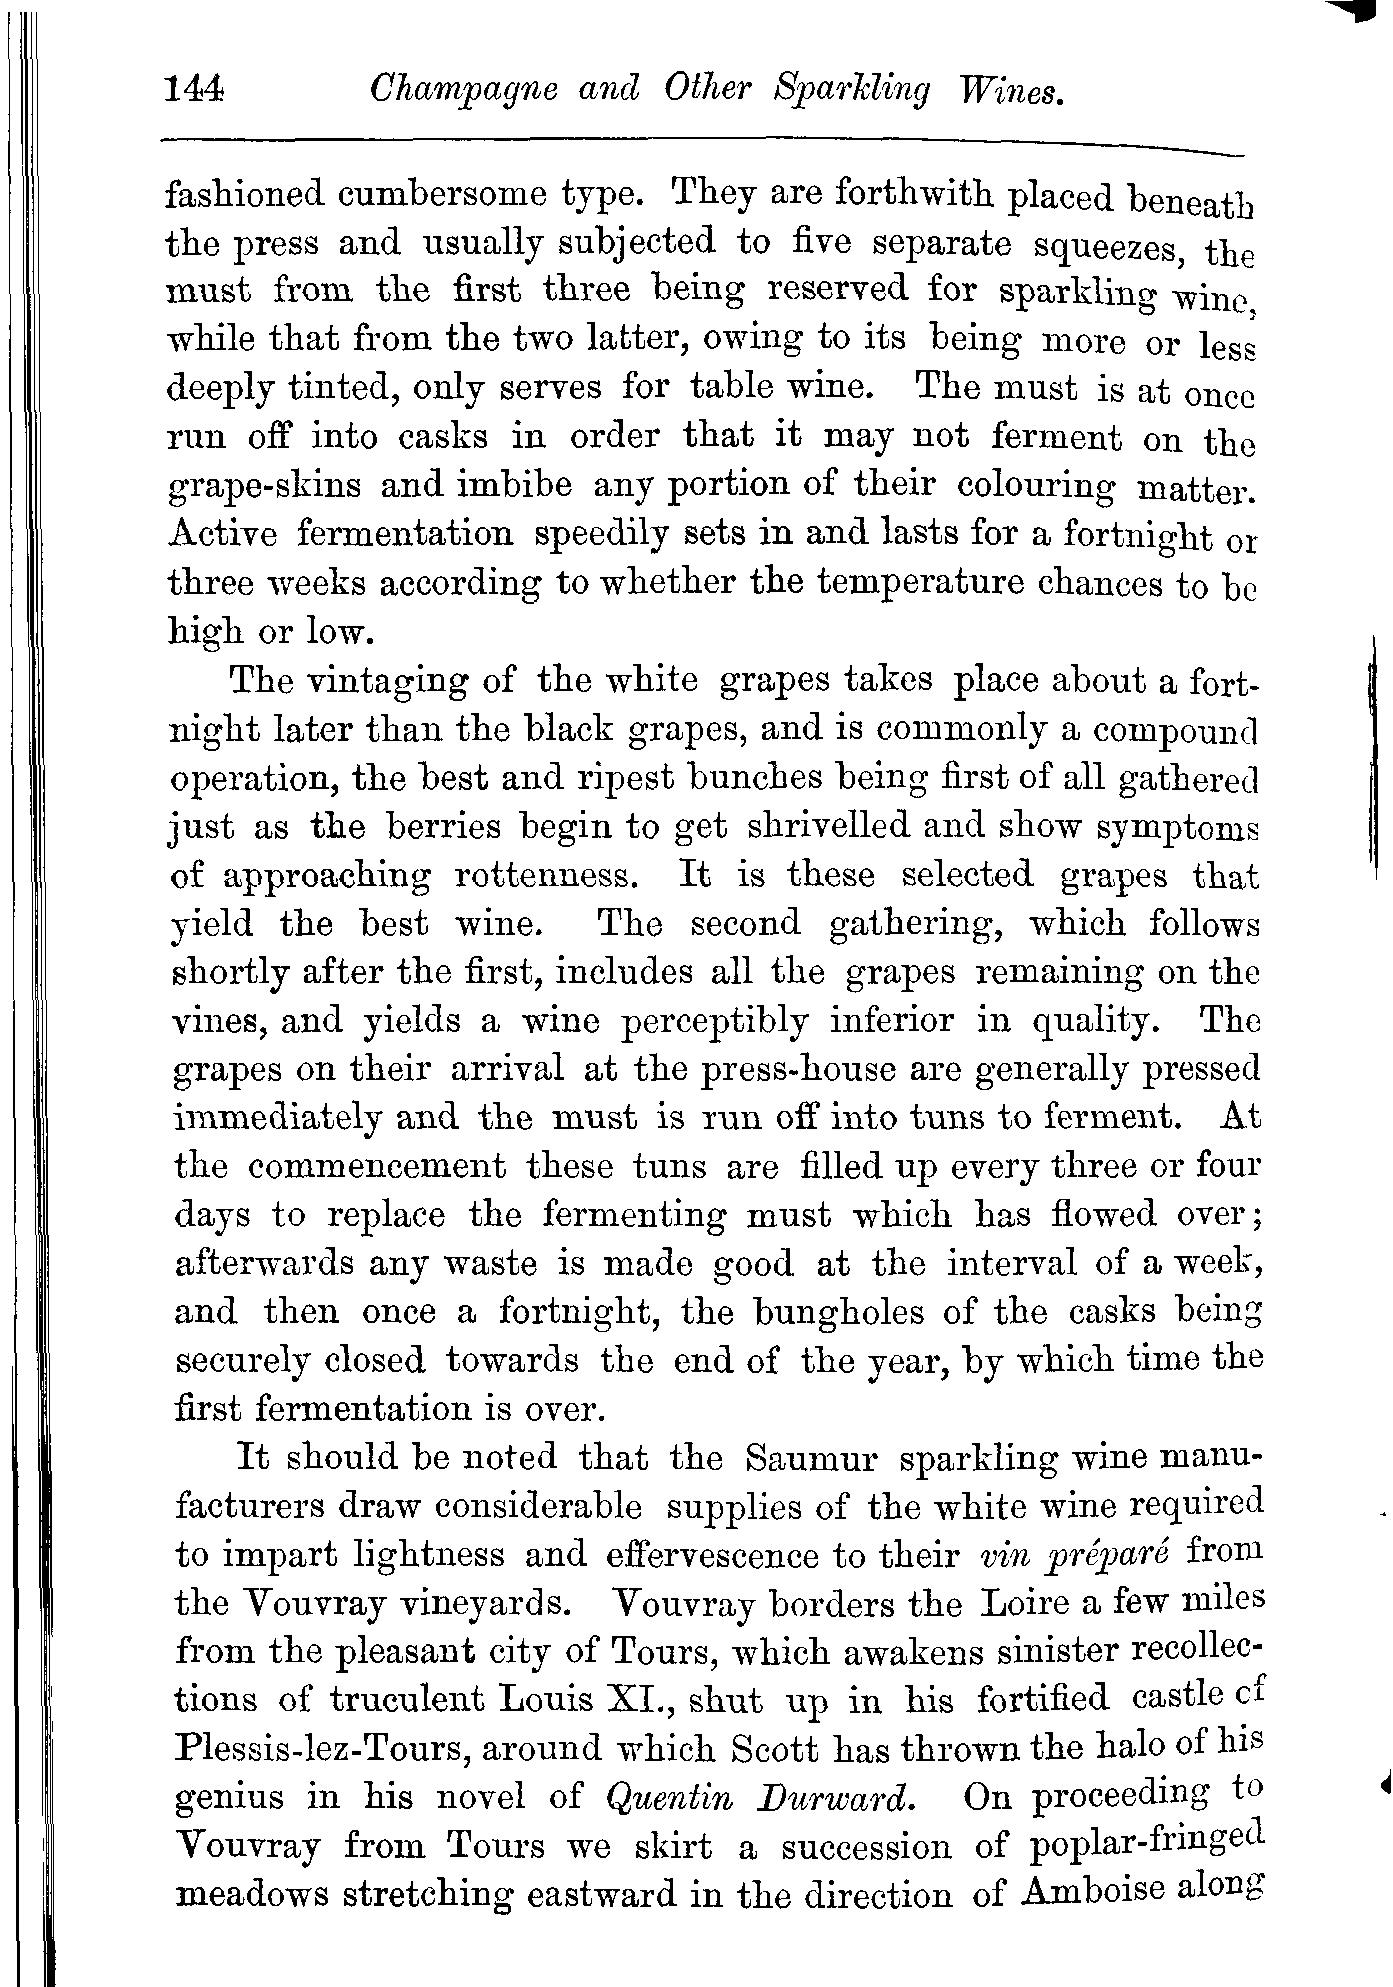 144 Champagne and Other Sparkling Wines.
fashioned cumbersome type. They are forthwith placed beneath
the press and usually subjected to five separate squeezes, the
must from the first three being reserved for sparkling wine,
while that from the two latter, owing to its being more or less
deeply tinted, only serves for table wine. The must is at once
run off into casks in order that it may not ferment on the
grape-skins and imbibe any portion of their colouring matter.
Active fermentation speedily sets in and lasts for a fortnight or
three weeks according to whether the temperature chances to be
high or low.
The vintaging of the white grapes takes place about a fort-
night later than the black grapes, and is commonly a compound
operation, the best and ripest bunches being first of all gathered
just as the berries begin to get shrivelled and show symptoms
of approaching rottenness. It is these selected grapes that
yield the best wine. The second gathering, which follows
shortly after the first, includes all the grapes remaining on the
vines, and yields a wine perceptibly inferior in quality. The
grapes on their arrival at the press-house are generally pressed
immediately and the must is run off into tuns to ferment. At
the commencement these tuns are filled up every three or four
days to replace the fermenting must which has flowed over;
afterwards any waste is made good at the interval of a week,
and then once a fortnight, the bungholes of the casks being
securely closed towards the end of the year, by which time the
first fermentation is over.
It should be noted that the Saumur sparkling wine manu-
facturers draw considerable supplies of the white wine required
to impart lightness and effervescence to their vin préparé from
the Vouvray vineyards. Vouvray borders the Loire a few miles
from the pleasant city of Tours, which awakens sinister recollec-
tions of truculent Louis XI., shut up in his fortified castle of
Plessis-lez-Tours, around which Scott has thrown the halo of his
genius in his novel of Quentin Durward. On proceeding to
Vouvray from Tours we skirt a succession of poplar-fringed
meadows stretching eastward in the direction of Amboise along